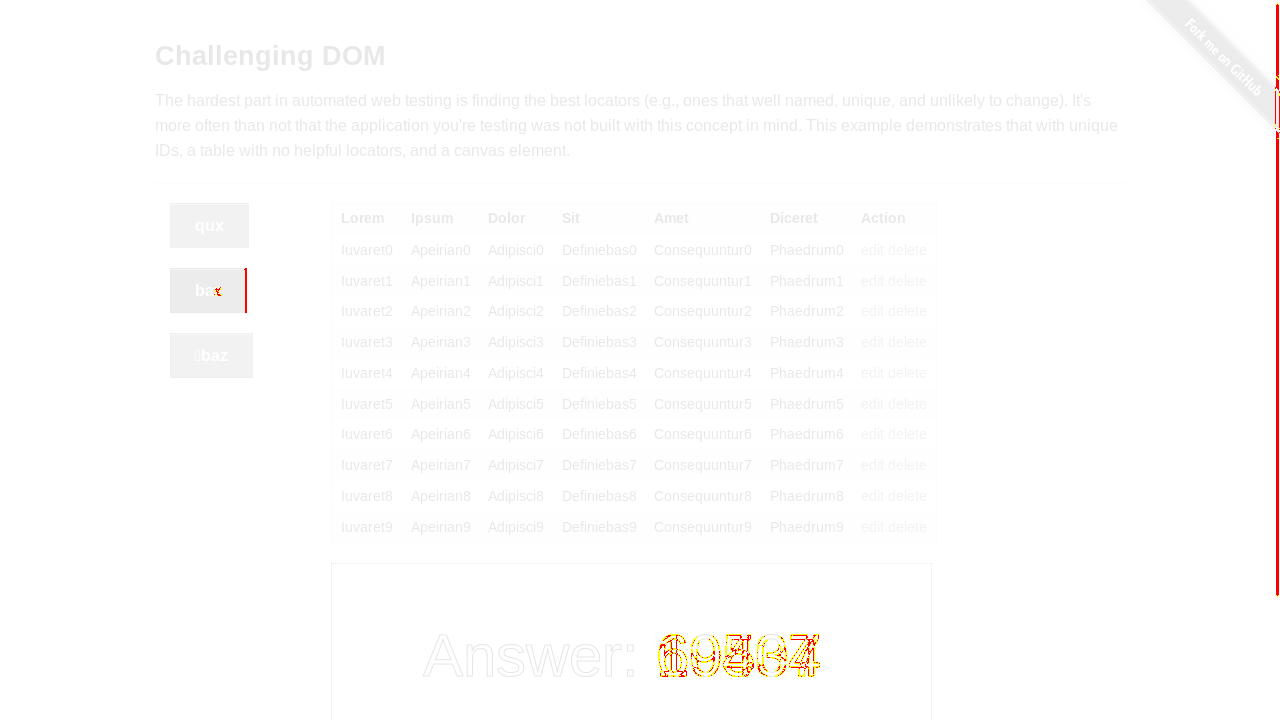 Fork me on GitHub
Challenging DOM
The hardest part in automated web testing is finding the best locators (e.g., ones that well named, unique, and unlikely to change). It's
more often than not that the application you're testing was not built with this concept in mind. This example demonstrates that with unique
IDs, a table with no helpful locators, and a canvas element.
qux
baz
Lorem Ipsum Dolor Sit Amet Diceret Action
Iuvaret0 Apeirian0 Adipisci0 Definiebas0 Consequuntur0 Phaedrum0 edit delete
Iuvaret1 Apeirian1 Adipisci1 Definiebas1 Consequuntur1 Phaedrum1 edit delete
Iuvaret2 Apeirian2 Adipisci2 Definiebas2 Consequuntur2 Phaedrum2 edit delete
Iuvaret3 Apeirian3 Adipisci3 Definiebas3 Consequuntur3 Phaedrum3 edit delete
Iuvaret4 Apeirian4 Adipisci4 Definiebas4 Consequuntur4 Phaedrum4 edit delete
Iuvaret5 Apeirian5 Adipisci5 Definiebas5 Consequuntur5 Phaedrum5 edit delete
Iuvaret6 Apeirian6 Adipisci6 Definiebas6 Consequuntur6 Phaedrum6 edit delete
Iuvaret7 Apeirian7 Adipisci7 Definiebas7 Consequuntur7 Phaedrum7 edit delete
Iuvaret8 Apeirian8 Adipisci8 Definiebas8 Consequuntur8 Phaedrum8 edit delete
Iuvaret9 Apeirian9 Adipisci9 Definiebas9 Consequuntur9 Phaedrum9 edit delete
Answer: